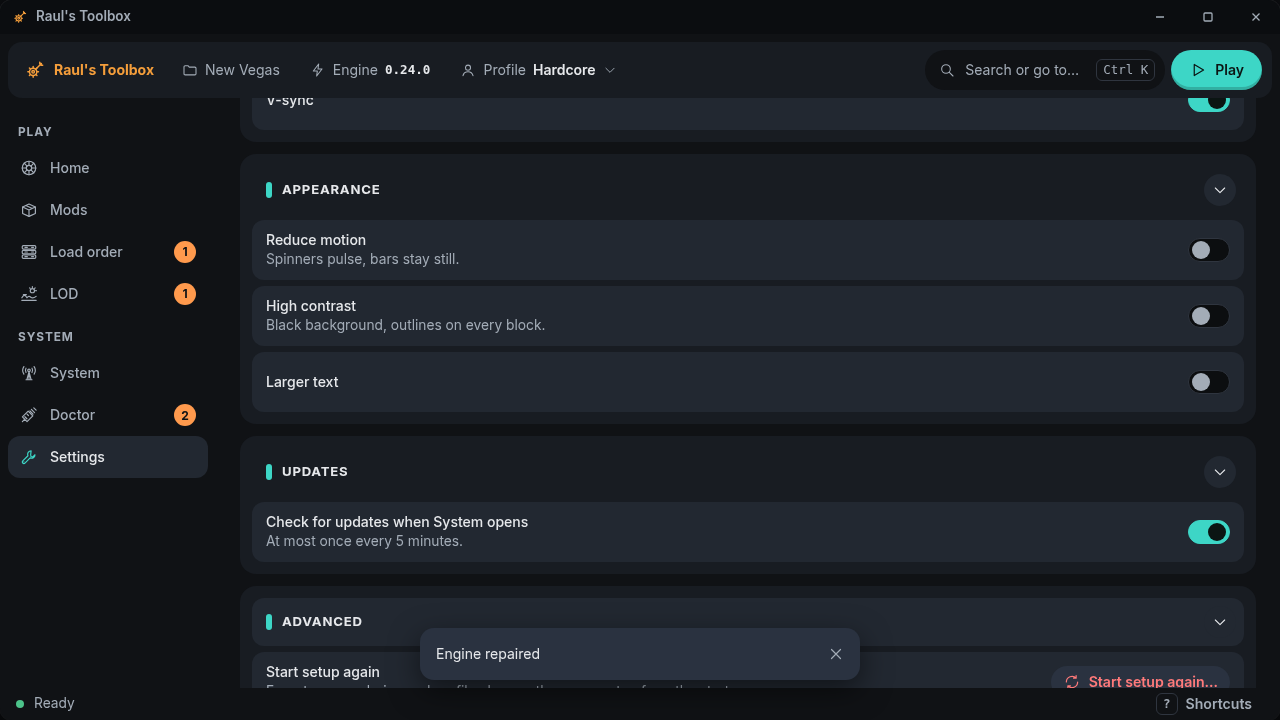 Raul's Toolbox
Raul's Toolbox
New Vegas
Engine 0.24.0
Profile Hardcore
Search or go to...
Ctrl K
Play
PLAY
Home
Mods
Load order
1
LOD
1
SYSTEM
System
Doctor
2
Settings
V-sync
APPEARANCE
Reduce motion
Spinners pulse, bars stay still.
High contrast
Black background, outlines on every block.
Larger text
UPDATES
Check for updates when System opens
At most once every 5 minutes.
ADVANCED
Start setup again
Start setup again...
Engine repaired
Ready
? Shortcuts